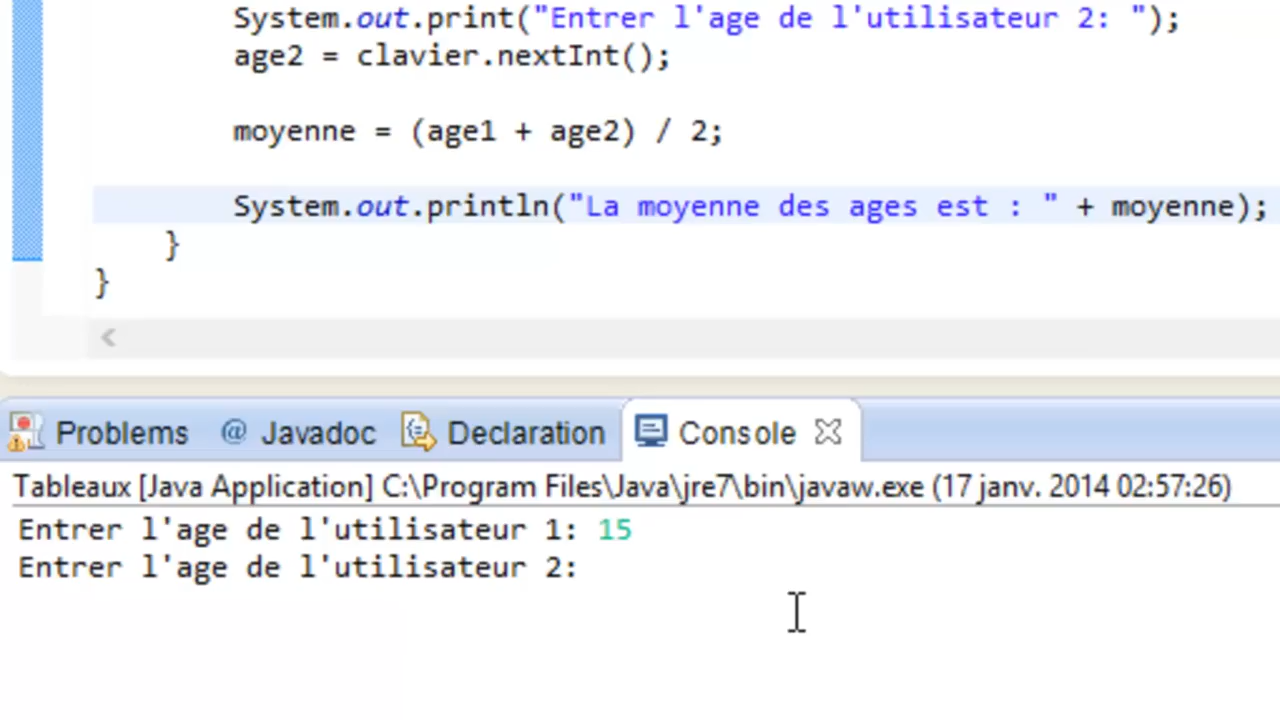 System.out.print("Entrer l'age de l'utilisateur 2: ");
age2 = clavier.nextInt();
moyenne = (age1 + age2) / 2;
System.out.println("La moyenne des ages est : " + moyenne);
}
}
Problems @ Javadoc Declaration Console
Tableaux [Java Application] C:\Program Files\Java\jre7\bin\javaw.exe (17 janv. 2014 02:57:26)
Entrer l'age de l'utilisateur 1: 15
Entrer l'age de l'utilisateur 2: